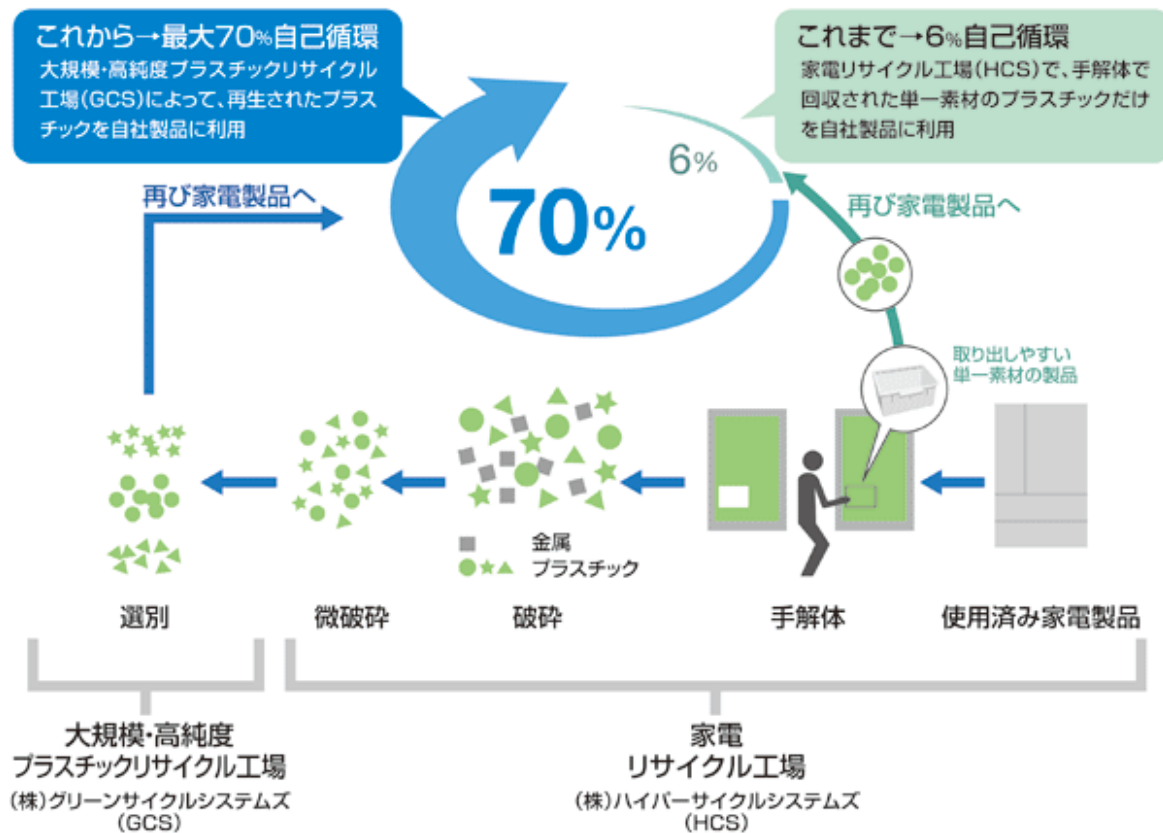 これから→最大70%自己循環
大規模・高純度プラスチックリサイクル
工場(GCS)によって、再生されたプラス
チックを自社製品に利用
これまで→6%自己循環
家電リサイクル工場(HCS)で、手解体で
回収された単一素材のプラスチックだけ
を自社製品に利用
6%
70%
再び家電製品へ
再び家電製品へ
取り出しやすい
単一素材の製品
金属
プラスチック
選別
微破砕
破砕
手解体
使用済み家電製品
大規模・高純度
プラスチックリサイクル工場
(株)グリーンサイクルシステムズ
(GCS)
家電
リサイクル工場
(株)ハイパーサイクルシステムズ
(HCS)